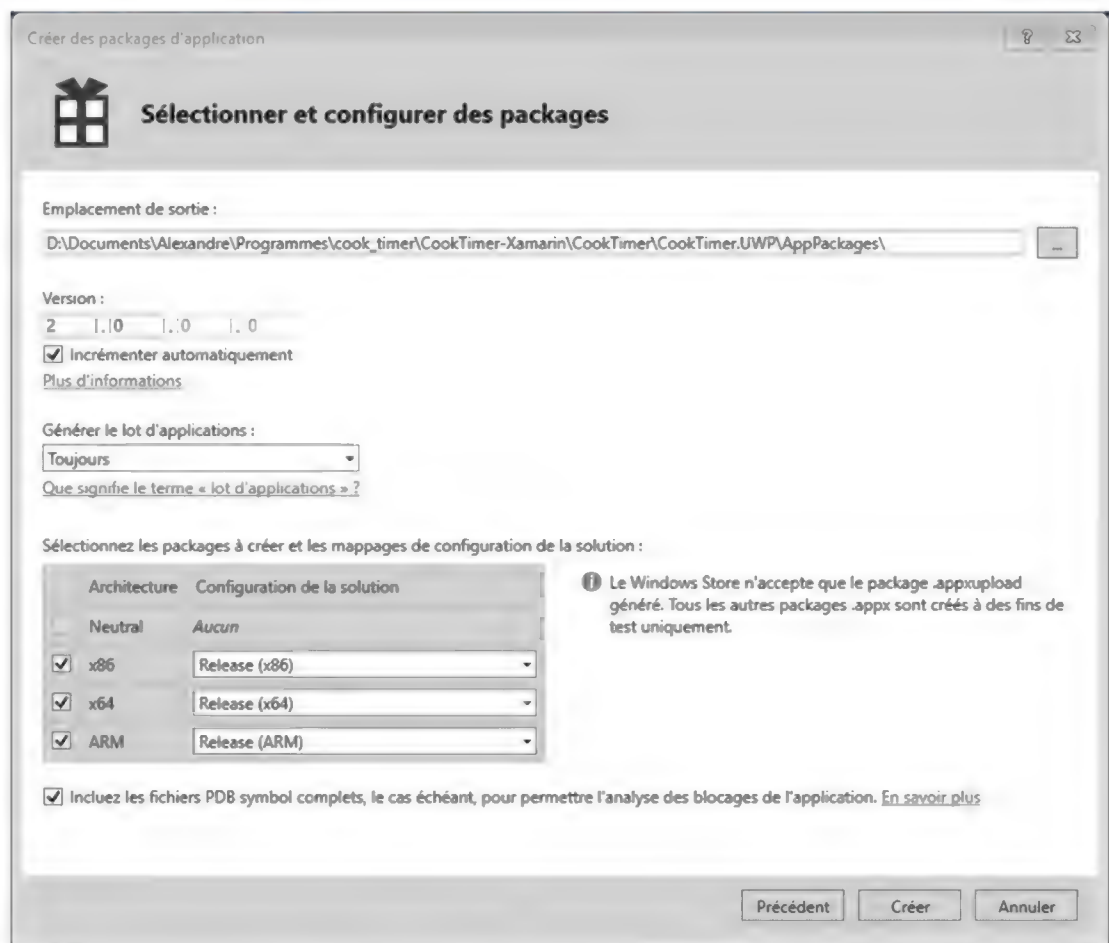 Créer des packages d'application
Sélectionner et configurer des packages
Emplacement de sortie :
D:\Documents\Alexandre\Programmes\cook_timer\CookTimer-Xamarin\CookTimer\CookTimer.UWP\AppPackages\
...
Version :
2 . 0 . 0 . 0
Incrémenter automatiquement
Plus d'informations
Générer le lot d'applications :
Toujours
Que signifie le terme « lot d'applications » ?
Sélectionnez les packages à créer et les mappages de configuration de la solution :
Architecture Configuration de la solution
Neutral Aucun
x86 Release (x86)
x64 Release (x64)
ARM Release (ARM)
Le Windows Store n'accepte que le package .appxupload
généré. Tous les autres packages .appx sont créés à des fins de
test uniquement.
Incluez les fichiers PDB symbol complets, le cas échéant, pour permettre l'analyse des blocages de l'application. En savoir plus
Précédent Créer Annuler